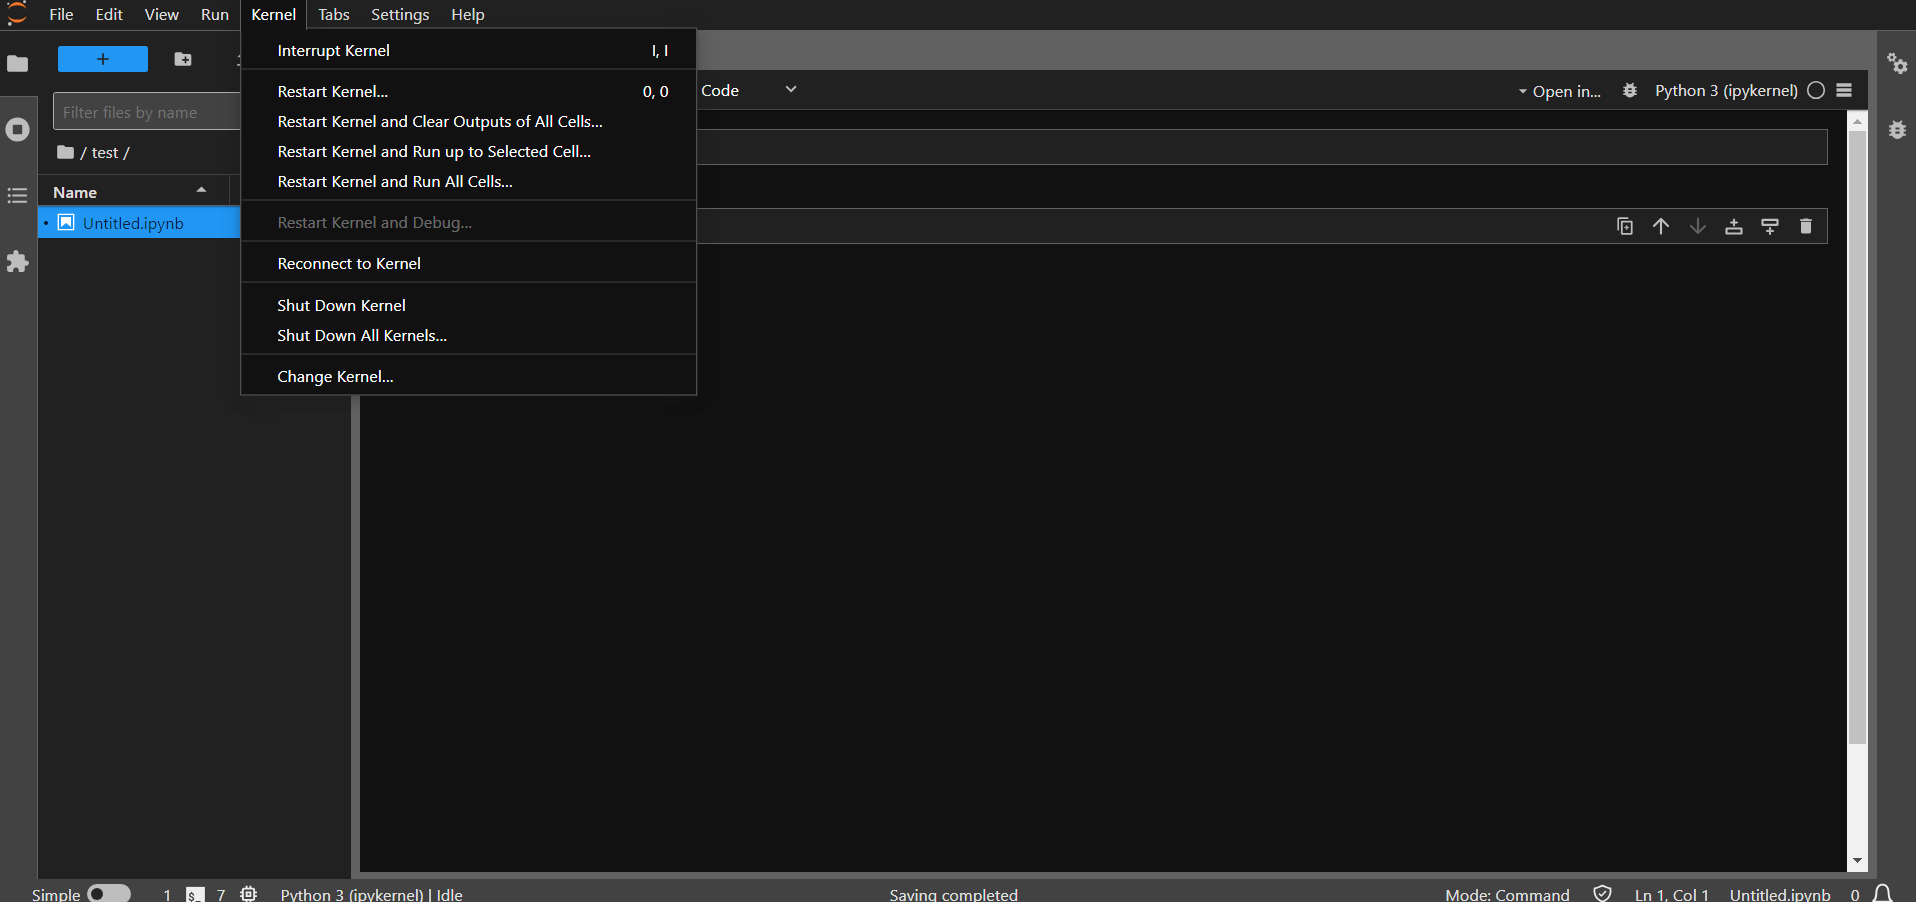 File Edit View Run Kernel Tabs Settings Help
Interrupt Kernel I, I
Restart Kernel... 0, 0
Restart Kernel and Clear Outputs of All Cells...
Restart Kernel and Run up to Selected Cell...
Restart Kernel and Run All Cells...
Restart Kernel and Debug...
Reconnect to Kernel
Shut Down Kernel
Shut Down All Kernels...
Change Kernel...
+
Filter files by name
/ test /
Name
Untitled.ipynb
Code
Open in...
Python 3 (ipykernel)
Simple 1 $_ 7 Python 3 (ipykernel) | Idle Saving completed Mode: Command Ln 1, Col 1 Untitled.ipynb 0